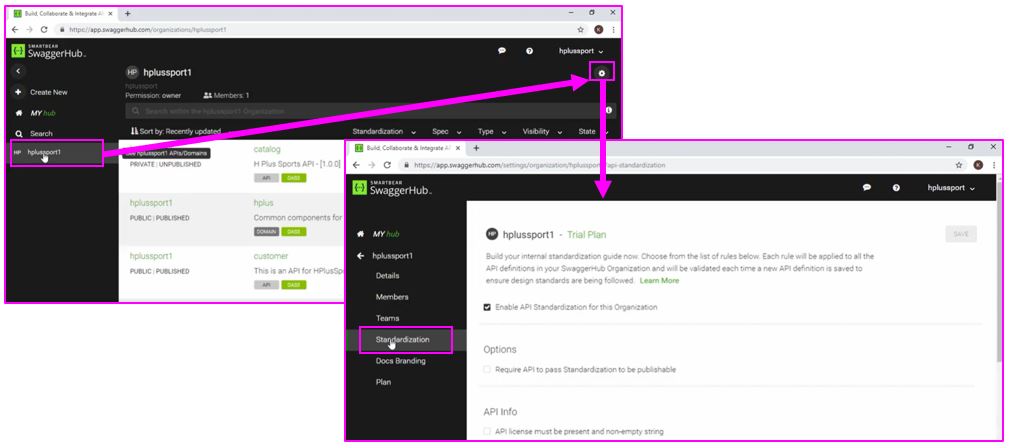 Build, Collaborate & Integrate AP
https://app.swaggerhub.com/organizations/hplussport1
K
SMARTBEAR
SwaggerHub
hplussport
HP hplussport1
hplussport
Permission: owner Members: 1
Create New
MY hub
Search within the hplussport1 Organization
Search
Sort by: Recently updated Standardization Spec Type Visibility State
HP hplussport1
hplussport1 APIs/Domains
catalog
PRIVATE | UNPUBLISHED
H Plus Sports API - [1.0.0]
API OAS3
hplussport1
hplus
PUBLIC | PUBLISHED
Common components for
DOMAIN OAS3
hplussport1
customer
PUBLIC | PUBLISHED
This is an API for HPlusSp
API OAS3
Build, Collaborate & Integrate AP
https://app.swaggerhub.com/settings/organization/hplussport1/api-standardization
K
SMARTBEAR
SwaggerHub
hplussport
MY hub
hplussport1
Details
Members
Teams
Standardization
Docs Branding
Plan
HP hplussport1 - Trial Plan
SAVE
Build your internal standardization guide now. Choose from the list of rules below. Each rule will be applied to all the
API definitions in your SwaggerHub Organization and will be validated each time a new API definition is saved to
ensure design standards are being followed. Learn More
Enable API Standardization for this Organization
Options
Require API to pass Standardization to be publishable
API Info
API license must be present and non-empty string